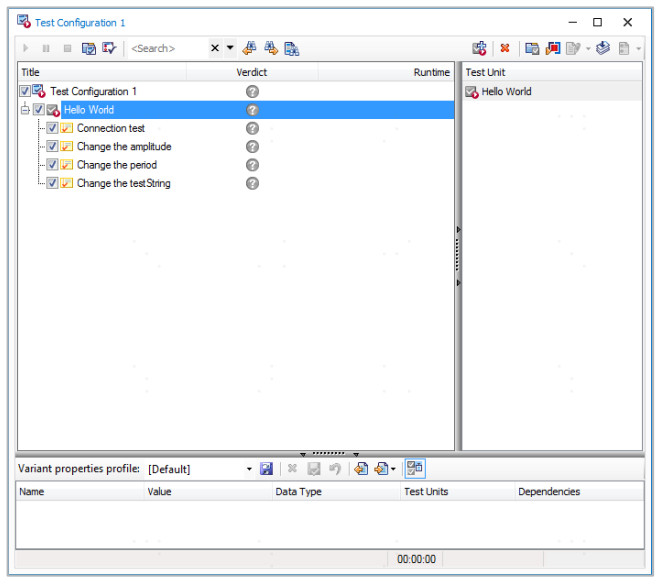 Test Configuration 1
<Search>
Title Verdict Runtime Test Unit
Test Configuration 1 Hello World
Hello World
Connection test
Change the amplitude
Change the period
Change the testString
Variant properties profile: [Default]
Name Value Data Type Test Units Dependencies
00:00:00